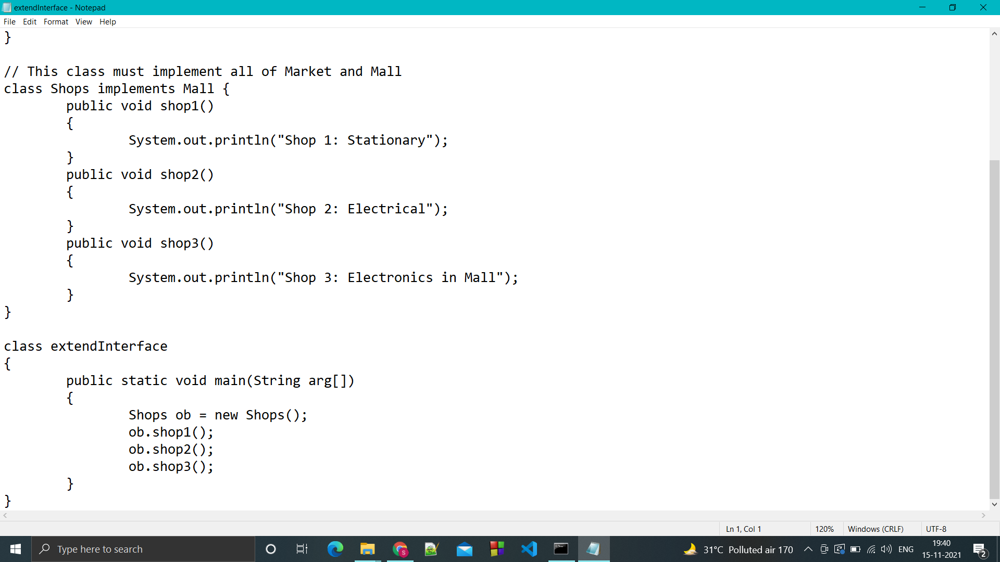 extendInterface - Notepad
File Edit Format View Help
}
// This class must implement all of Market and Mall
class Shops implements Mall {
public void shop1()
{
System.out.println("Shop 1: Stationary");
}
public void shop2()
{
System.out.println("Shop 2: Electrical");
}
public void shop3()
{
System.out.println("Shop 3: Electronics in Mall");
}
}
class extendInterface
{
public static void main(String arg[])
{
Shops ob = new Shops();
ob.shop1();
ob.shop2();
ob.shop3();
}
}
Ln 1, Col 1 120% Windows (CRLF) UTF-8
Type here to search S 31°C Polluted air 170 ENG 19:40
15-11-2021 2